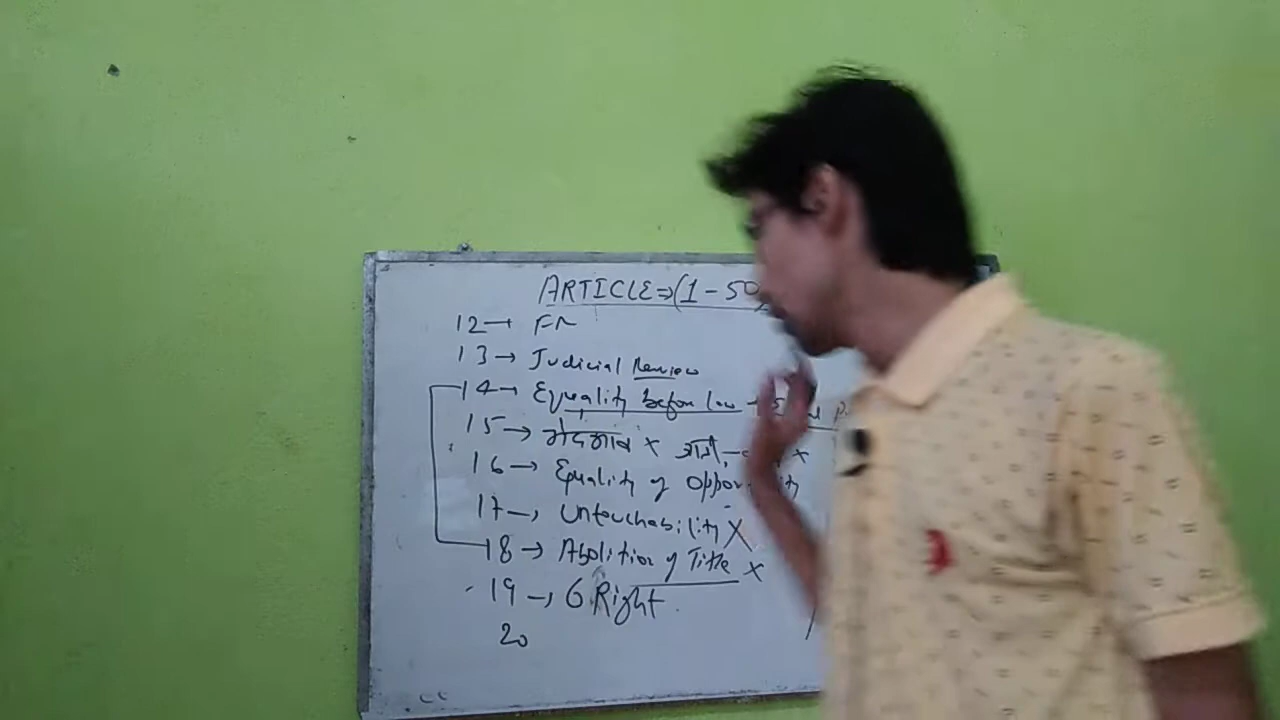 ARTICLE⇒(1-50
12→ FR
13→ Judicial Review
14→ Equality before law
15→ भेदभाव × जाति, ×
16→ Equality of
17→ Untouchability ×
18→ Abolition of Title ×
19→ 6 Right
20